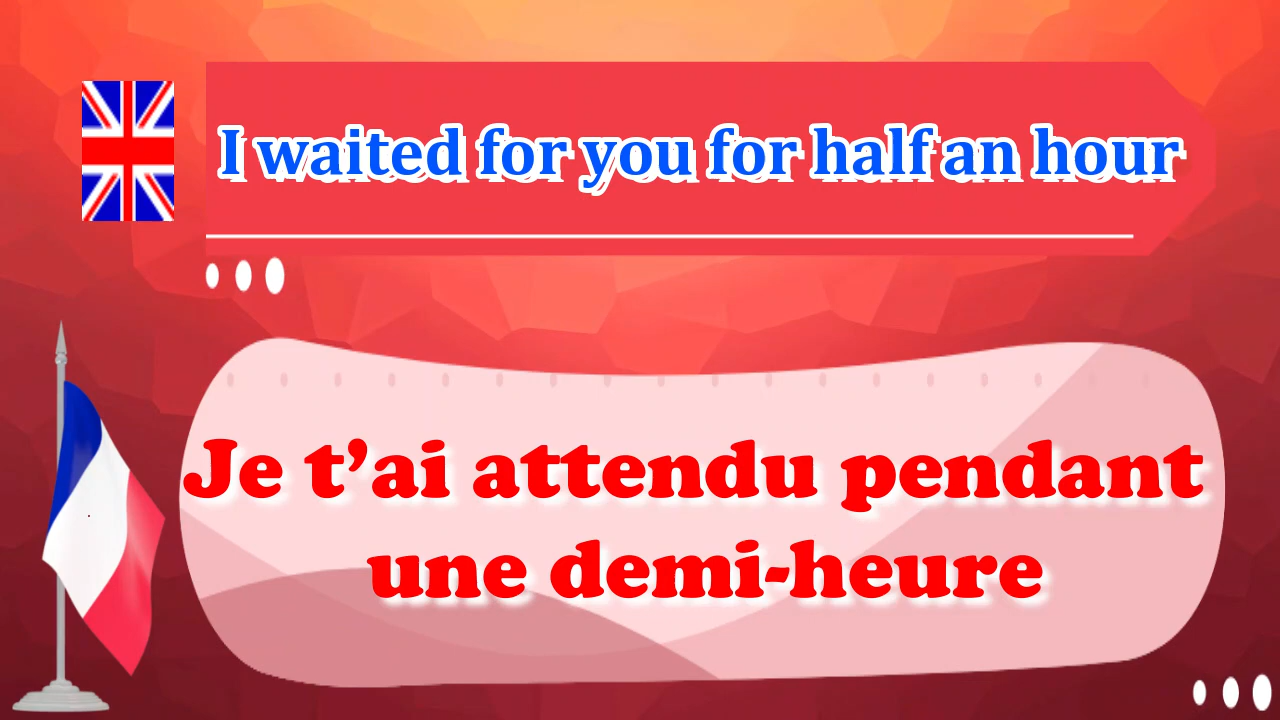 I waited for you for half an hour
Je t’ai attendu pendant
une demi-heure